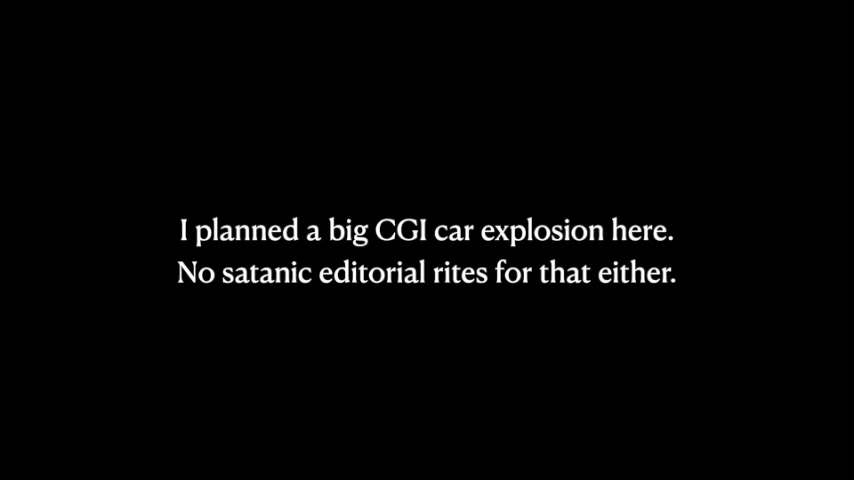 I planned a big CGI car explosion here.
No satanic editorial rites for that either.